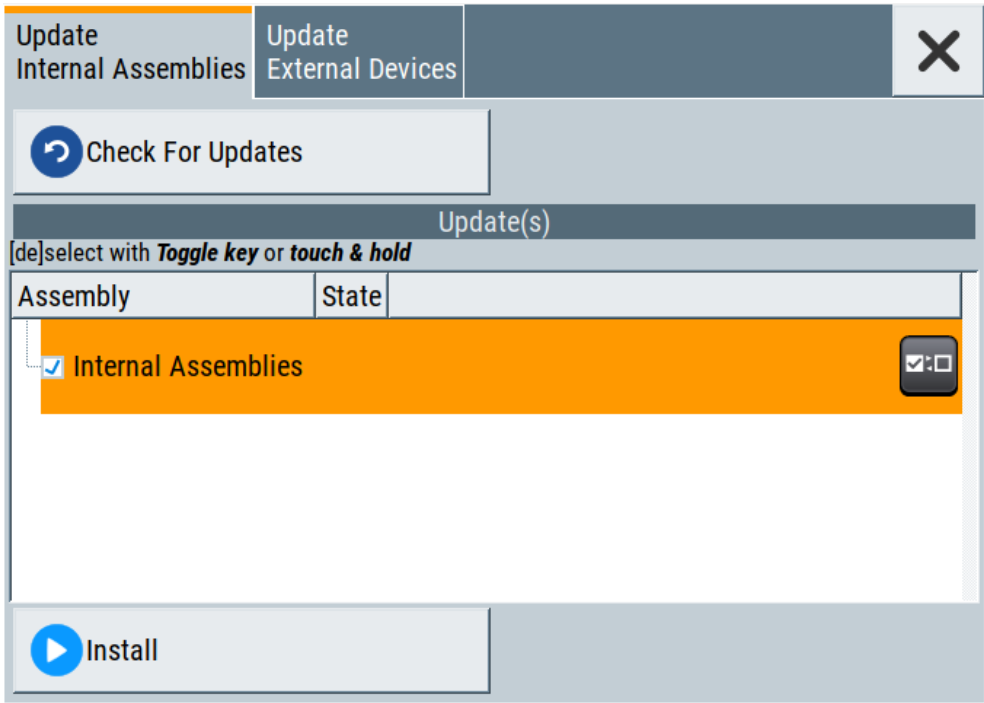 Update
Internal Assemblies
Update
External Devices
Check For Updates
Update(s)
[de]select with Toggle key or touch & hold
Assembly
State
Internal Assemblies
Install